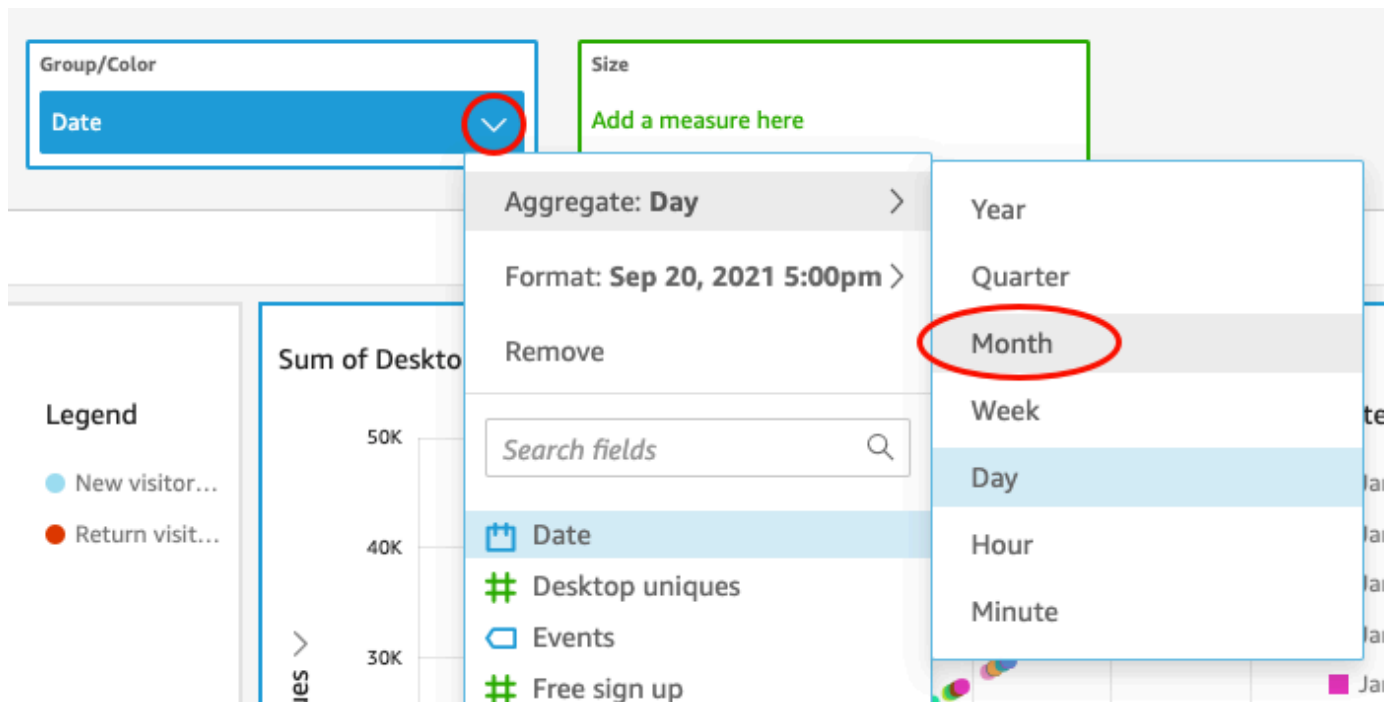 Group/Color
Date
Size
Add a measure here
Aggregate: Day
Format: Sep 20, 2021 5:00pm
Remove
Search fields
Date
Desktop uniques
Events
Free sign up
Year
Quarter
Month
Week
Day
Hour
Minute
Legend
New visitor...
Return visit...
Sum of Deskto
50K
40K
30K